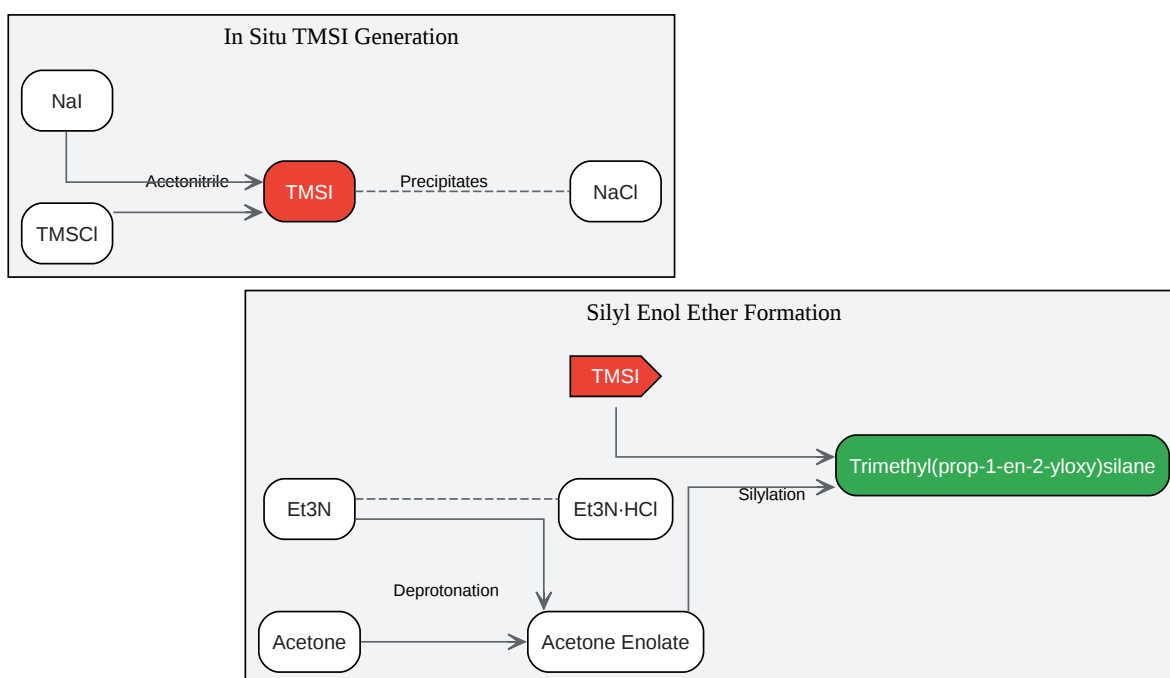 In Situ TMSI Generation
NaI
Acetonitrile
TMSI
Precipitates
NaCl
TMSCl
Silyl Enol Ether Formation
TMSI
Trimethyl(prop-1-en-2-yloxy)silane
Silylation
Et3N
Et3N·HCl
Deprotonation
Acetone
Acetone Enolate